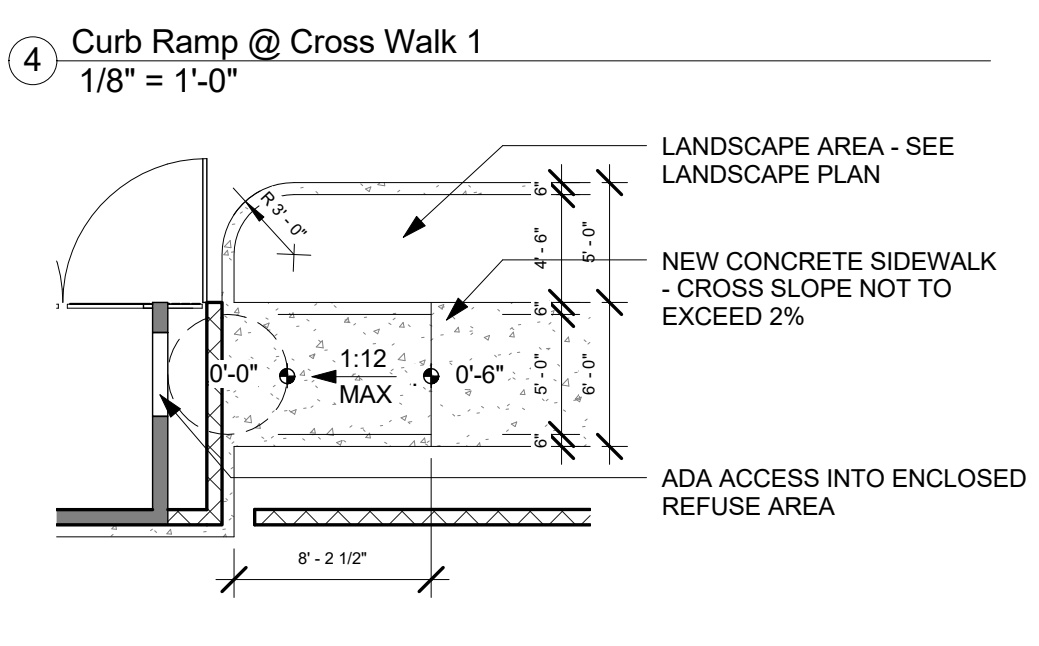 4
Curb Ramp @ Cross Walk 1
1/8" = 1'-0"
LANDSCAPE AREA - SEE
LANDSCAPE PLAN
R 3' - 0"
6"
4' - 6"
5' - 0"
NEW CONCRETE SIDEWALK
- CROSS SLOPE NOT TO
EXCEED 2%
6"
0'-0"
1:12
MAX
0'-6"
5' - 0"
6' - 0"
6"
ADA ACCESS INTO ENCLOSED
REFUSE AREA
8' - 2 1/2"